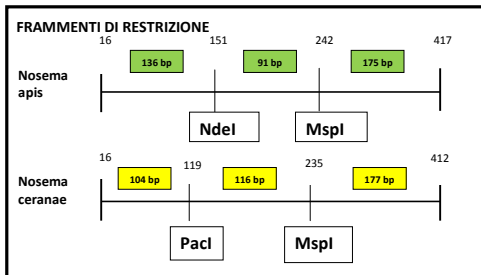 FRAMMENTI DI RESTRIZIONE
16 151 242 417
136 bp 91 bp 175 bp
Nosema
apis
NdeI MspI
16 119 235 412
104 bp 116 bp 177 bp
Nosema
ceranae
PacI MspI